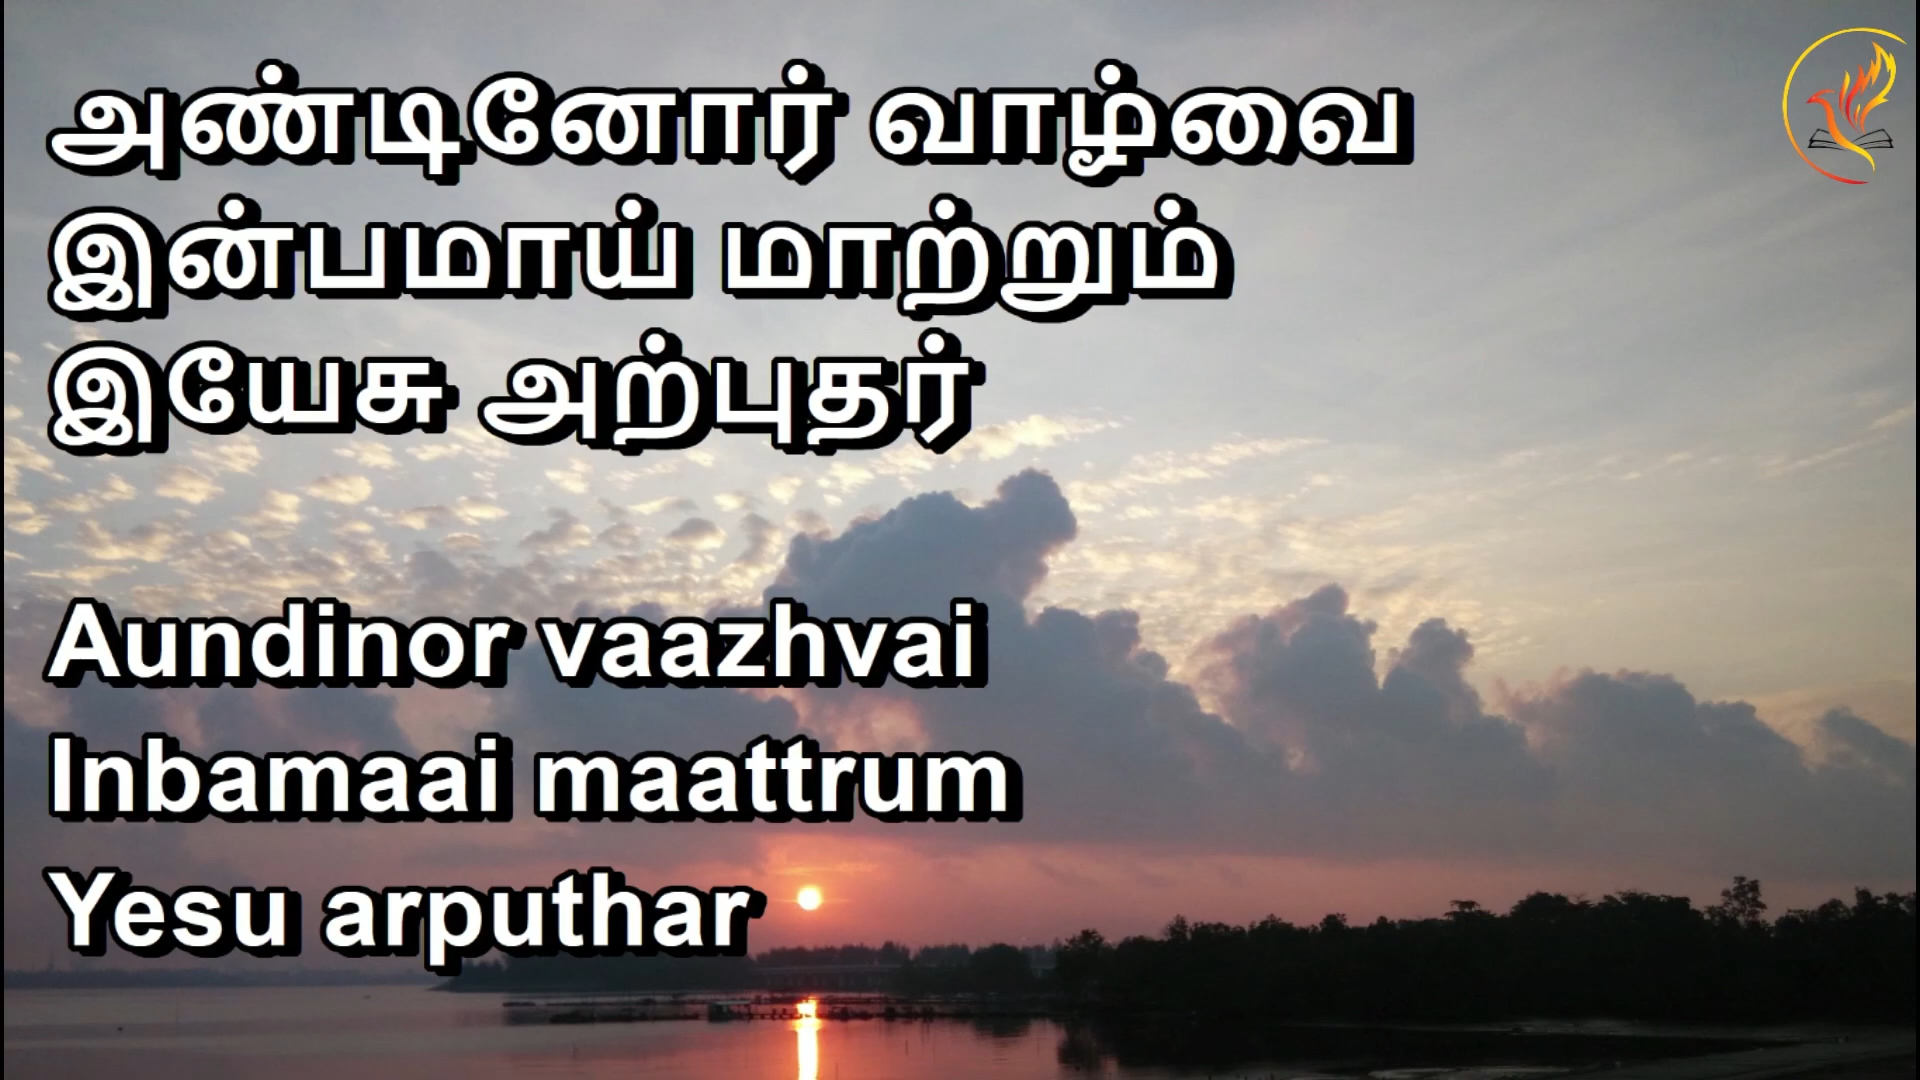 அண்டினோர் வாழ்வை
இன்பமாய் மாற்றும்
இயேசு அற்புதர்
Aundinor vaazhvai
Inbamaai maattrum
Yesu arputhar